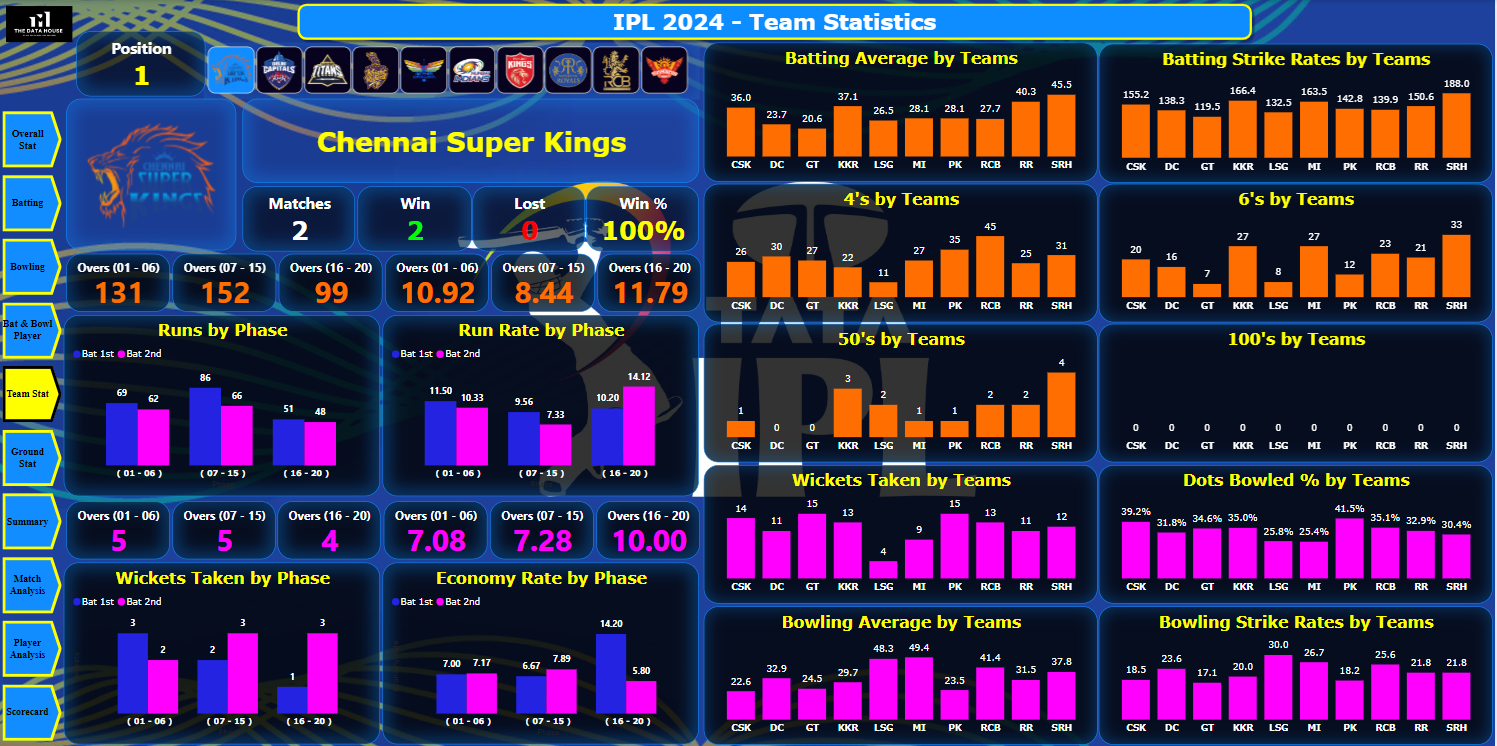 THE DATA HOUSE
IPL 2024 - Team Statistics
Position
1
DELHI
CAPITALS
TITANS
MUMBAI
INDIANS
KINGS
RR
ROYALS
RCB
Overall
Stat
Batting
Bowling
Bat & Bowl
Player
Team Stat
Ground
Stat
Summary
Match
Analysis
Player
Analysis
Scorecard
CHENNAI
SUPER
KINGS
Chennai Super Kings
Matches Win Lost Win %
2 2 0 100%
Overs (01 - 06) Overs (07 - 15) Overs (16 - 20) Overs (01 - 06) Overs (07 - 15) Overs (16 - 20)
131 152 99 10.92 8.44 11.79
Runs by Phase
Bat 1st Bat 2nd
69 62 86 66 51 48
( 01 - 06 ) ( 07 - 15 ) ( 16 - 20 )
Run Rate by Phase
Bat 1st Bat 2nd
11.50 10.33 9.56 7.33 10.20 14.12
( 01 - 06 ) ( 07 - 15 ) ( 16 - 20 )
Overs (01 - 06) Overs (07 - 15) Overs (16 - 20) Overs (01 - 06) Overs (07 - 15) Overs (16 - 20)
5 5 4 7.08 7.28 10.00
Wickets Taken by Phase
Bat 1st Bat 2nd
3 2 2 3 1 3
( 01 - 06 ) ( 07 - 15 ) ( 16 - 20 )
Economy Rate by Phase
Bat 1st Bat 2nd
7.00 7.17 6.67 7.89 14.20 5.80
( 01 - 06 ) ( 07 - 15 ) ( 16 - 20 )
Batting Average by Teams
36.0 23.7 20.6 37.1 26.5 28.1 28.1 27.7 40.3 45.5
CSK DC GT KKR LSG MI PK RCB RR SRH
Batting Strike Rates by Teams
155.2 138.3 119.5 166.4 132.5 163.5 142.8 139.9 150.6 188.0
CSK DC GT KKR LSG MI PK RCB RR SRH
4's by Teams
26 30 27 22 11 27 35 45 25 31
CSK DC GT KKR LSG MI PK RCB RR SRH
6's by Teams
20 16 7 27 8 27 12 23 21 33
CSK DC GT KKR LSG MI PK RCB RR SRH
50's by Teams
1 0 0 3 2 1 1 2 2 4
CSK DC GT KKR LSG MI PK RCB RR SRH
100's by Teams
0 0 0 0 0 0 0 0 0 0
CSK DC GT KKR LSG MI PK RCB RR SRH
Wickets Taken by Teams
14 11 15 13 4 9 15 13 11 12
CSK DC GT KKR LSG MI PK RCB RR SRH
Dots Bowled % by Teams
39.2% 31.8% 34.6% 35.0% 25.8% 25.4% 41.5% 35.1% 32.9% 30.4%
CSK DC GT KKR LSG MI PK RCB RR SRH
Bowling Average by Teams
22.6 32.9 24.5 29.7 48.3 49.4 23.5 41.4 31.5 37.8
CSK DC GT KKR LSG MI PK RCB RR SRH
Bowling Strike Rates by Teams
18.5 23.6 17.1 20.0 30.0 26.7 18.2 25.6 21.8 21.8
CSK DC GT KKR LSG MI PK RCB RR SRH
TATA
IPL